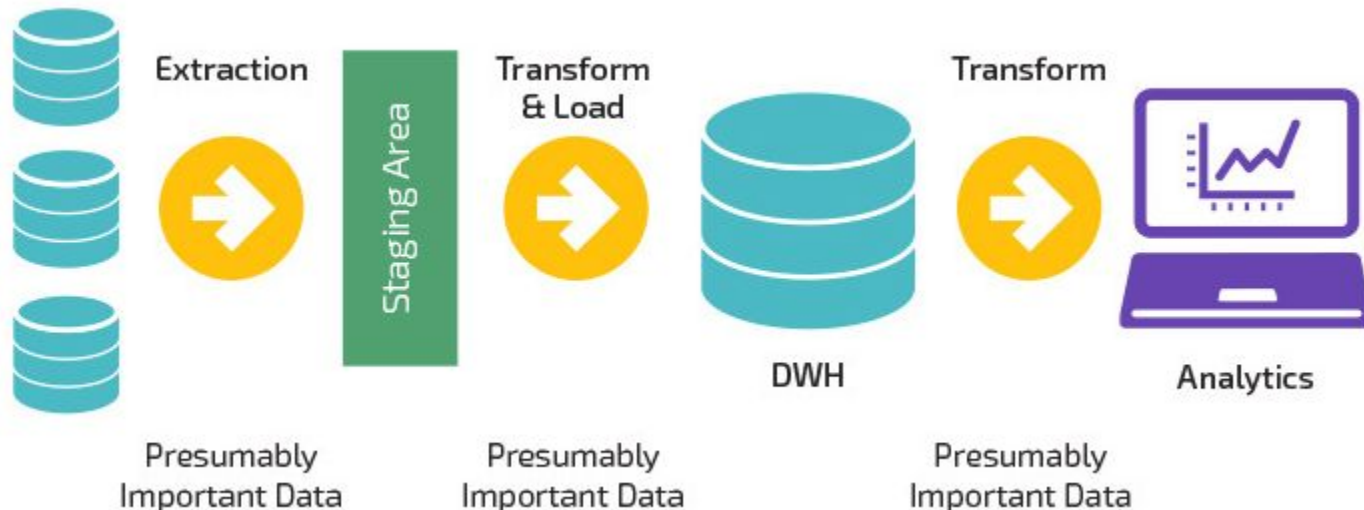 Extraction
Staging Area
Transform
& Load
Transform
DWH
Analytics
Presumably
Important Data
Presumably
Important Data
Presumably
Important Data